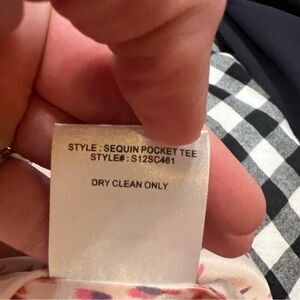 STYLE : SEQUIN POCKET TEE
STYLE# : S12SC461
DRY CLEAN ONLY